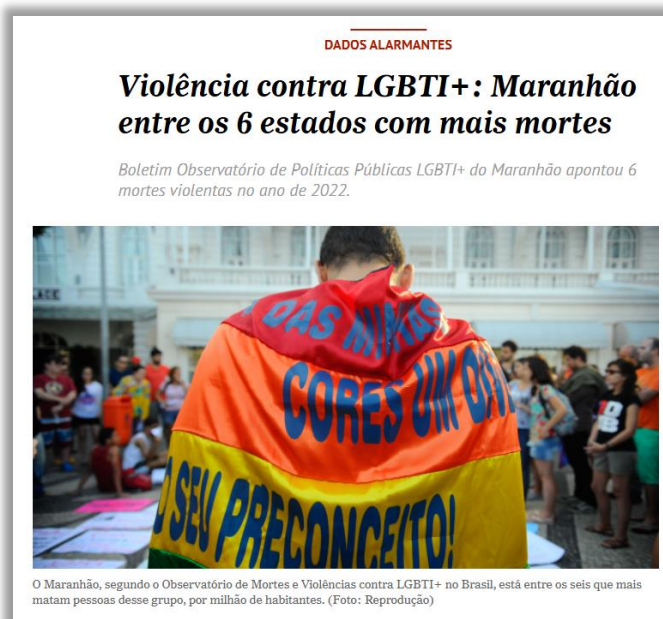 DADOS ALARMANTES
Violência contra LGBTI+: Maranhão
entre os 6 estados com mais mortes
Boletim Observatório de Políticas Públicas LGBTI+ do Maranhão apontou 6
mortes violentas no ano de 2022.
DAS MINHAS
CORES UM DIA
O SEU PRECONCEITO!
O Maranhão, segundo o Observatório de Mortes e Violências contra LGBTI+ no Brasil, está entre os seis que mais
matam pessoas desse grupo, por milhão de habitantes. (Foto: Reprodução)